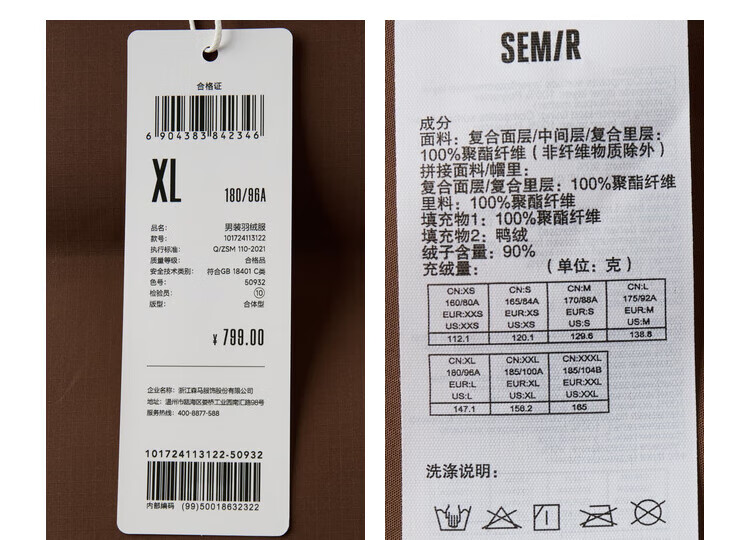 合格证
6 904383 842346
XL
180/96A
品名: 男装羽绒服
款号: 101724113122
执行标准: Q/ZSM 110-2021
质量等级: 合格品
安全技术类别: 符合GB 18401 C类
色号: 50932
检验员: 10
版型: 合体型
¥ 799.00
企业名称: 浙江森马服饰股份有限公司
地址: 温州市瓯海区娄桥工业园南汇路98号
服务热线: 400-8877-588
101724113122-50932
内部编码 (99)50018632322
SEMIR
成分
面料: 复合面层/中间层/复合里层:
100%聚酯纤维 (非纤维物质除外)
拼接面料/帽里:
复合面层/复合里层: 100%聚酯纤维
里料: 100%聚酯纤维
填充物1: 100%聚酯纤维
填充物2: 鸭绒
绒子含量: 90%
充绒量: (单位: 克)
CN:XS CN:S CN:M CN:L
160/80A 165/84A 170/88A 175/92A
EUR:XXS EUR:XS EUR:S EUR:M
US:XXS US:XS US:S US:M
112.1 120.1 129.6 138.8
CN:XL CN:XXL CN:XXXL
180/96A 185/100A 185/104B
EUR:L EUR:XL EUR:XXL
US:L US:XL US:XXL
147.1 156.2 165
洗涤说明: